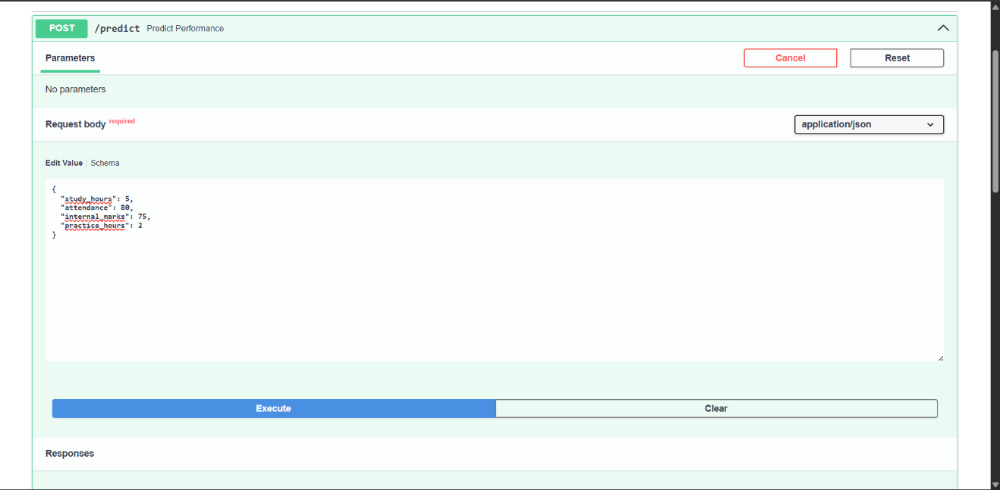 POST /predict Predict Performance
Parameters
Cancel
Reset
No parameters
Request body required
application/json
Edit Value | Schema
{
  "study_hours": 5,
  "attendance": 80,
  "internal_marks": 75,
  "practice_hours": 2
}
Execute
Clear
Responses